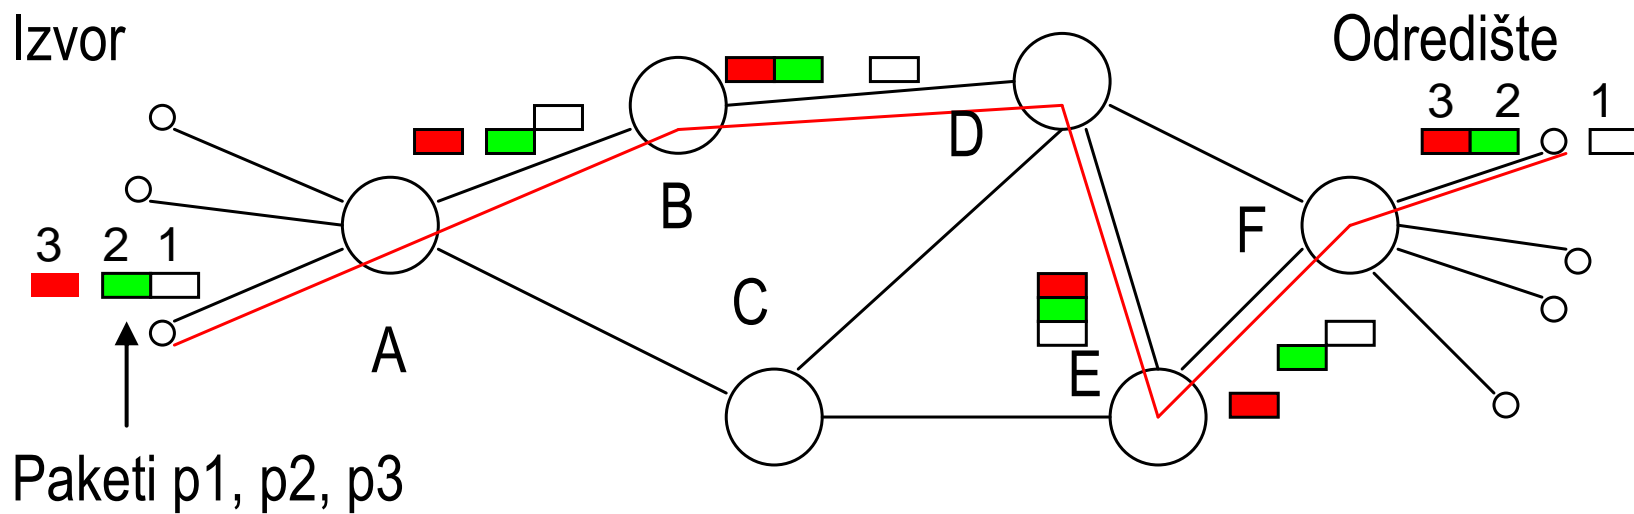 Izvor
Odredište
3 2 1
D
B
F
3 2 1
C
A
E
Paketi p1, p2, p3